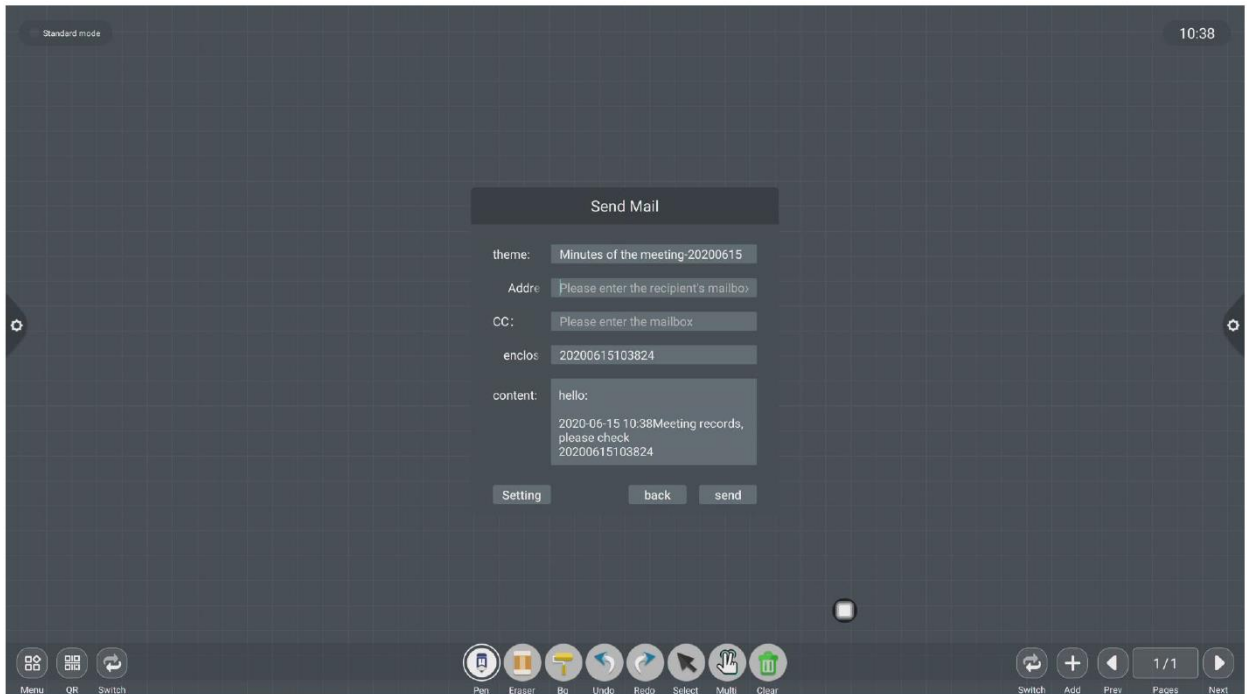 Standard mode
10:38
Send Mail
theme: Minutes of the meeting-20200615
Addre Please enter the recipient's mailbox
CC: Please enter the mailbox
enclos 20200615103824
content: hello:
2020-06-15 10:38Meeting records,
please check
20200615103824
Setting back send
1/1
Menu QR Switch Pen Eraser Bg Undo Redo Select Multi Clear Switch Add Prev Pages Next